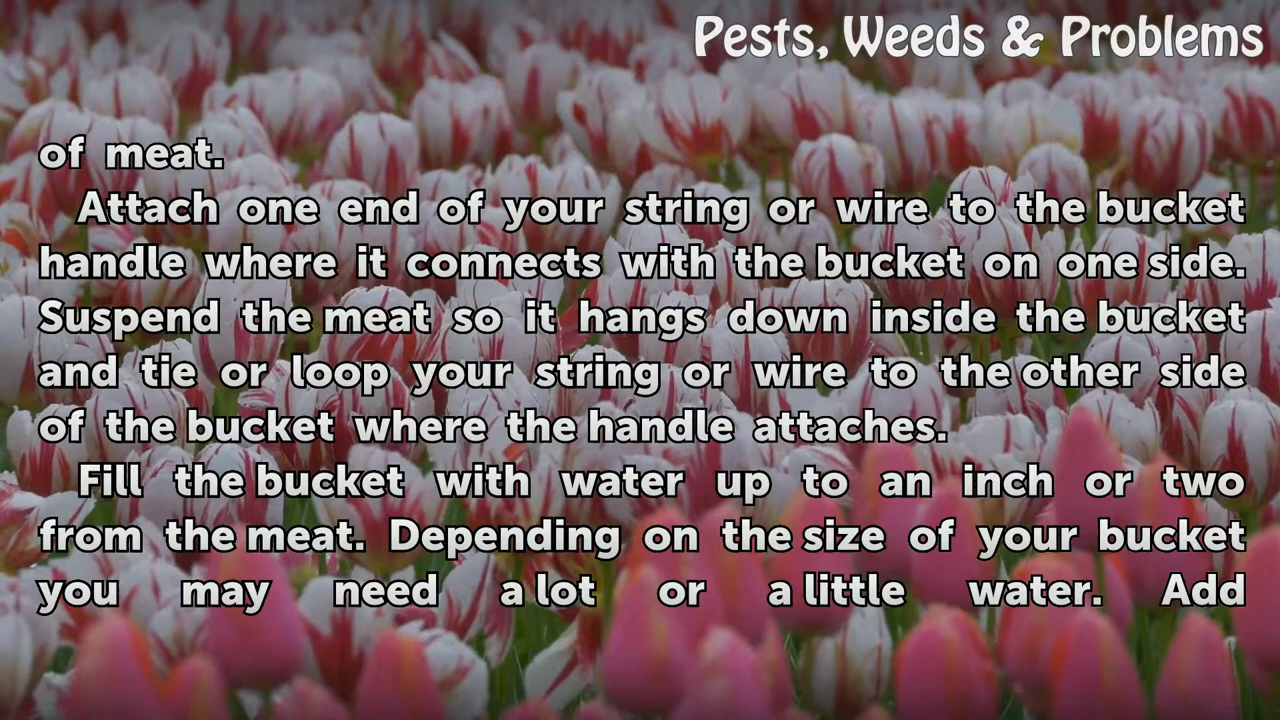 Pests, Weeds & Problems
of meat.
Attach one end of your string or wire to the bucket
handle where it connects with the bucket on one side.
Suspend the meat so it hangs down inside the bucket
and tie or loop your string or wire to the other side
of the bucket where the handle attaches.
Fill the bucket with water up to an inch or two
from the meat. Depending on the size of your bucket
you may need a lot or a little water. Add